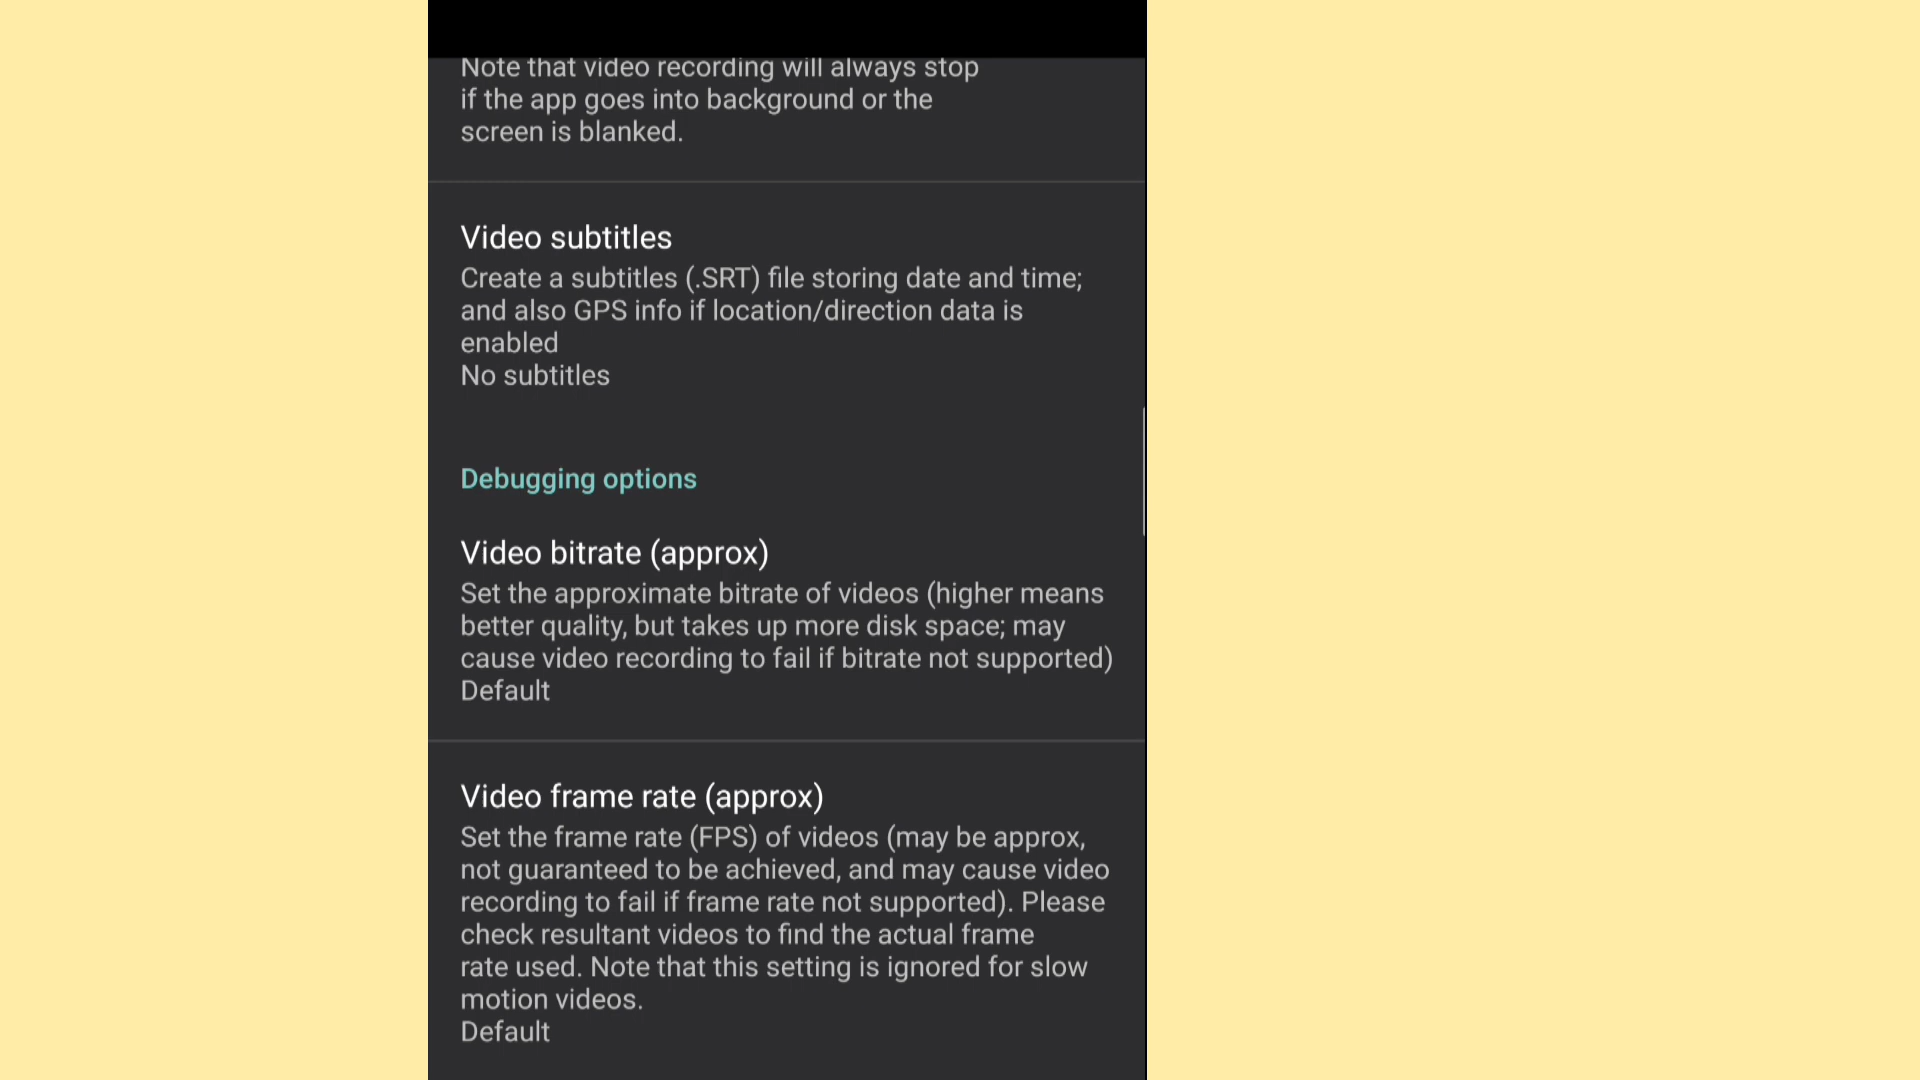 Note that video recording will always stop
if the app goes into background or the
screen is blanked.
Video subtitles
Create a subtitles (.SRT) file storing date and time;
and also GPS info if location/direction data is
enabled
No subtitles
Debugging options
Video bitrate (approx)
Set the approximate bitrate of videos (higher means
better quality, but takes up more disk space; may
cause video recording to fail if bitrate not supported)
Default
Video frame rate (approx)
Set the frame rate (FPS) of videos (may be approx,
not guaranteed to be achieved, and may cause video
recording to fail if frame rate not supported). Please
check resultant videos to find the actual frame
rate used. Note that this setting is ignored for slow
motion videos.
Default